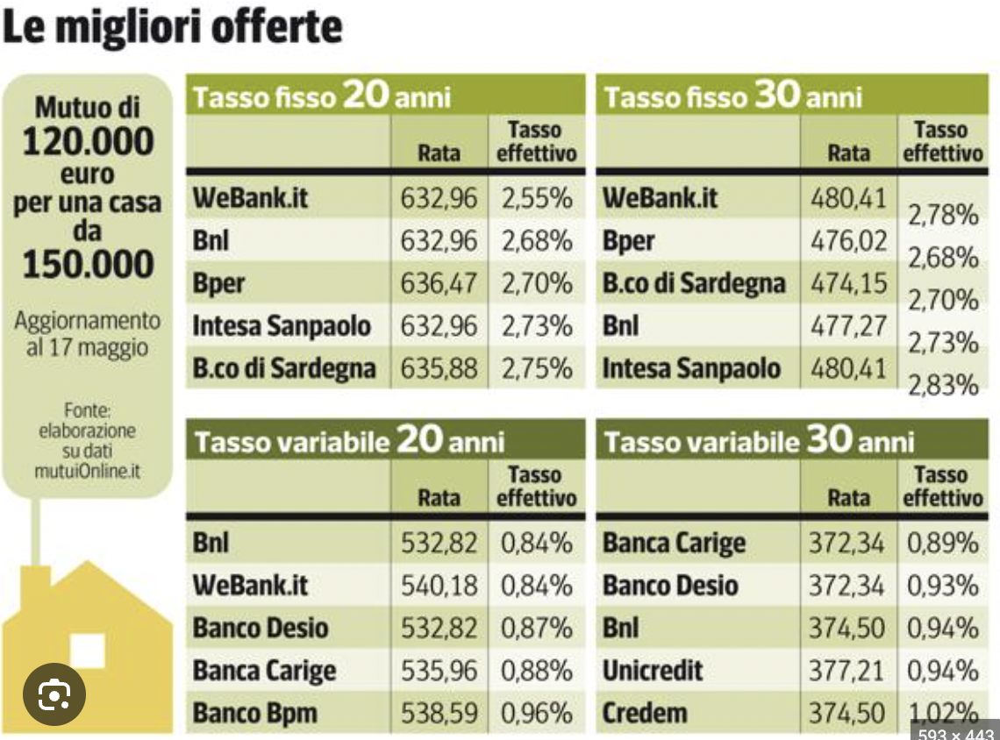 Le migliori offerte
Mutuo di
120.000
euro
per una casa
da
150.000
Aggiornamento
al 17 maggio
Fonte:
elaborazione
su dati
mutuiOnline.it
Tasso fisso 20 anni
Rata Tasso effettivo
WeBank.it 632,96 2,55%
Bnl 632,96 2,68%
Bper 636,47 2,70%
Intesa Sanpaolo 632,96 2,73%
B.co di Sardegna 635,88 2,75%
Tasso fisso 30 anni
Rata Tasso effettivo
WeBank.it 480,41 2,78%
Bper 476,02 2,68%
B.co di Sardegna 474,15 2,70%
Bnl 477,27 2,73%
Intesa Sanpaolo 480,41 2,83%
Tasso variabile 20 anni
Rata Tasso effettivo
Bnl 532,82 0,84%
WeBank.it 540,18 0,84%
Banco Desio 532,82 0,87%
Banca Carige 535,96 0,88%
Banco Bpm 538,59 0,96%
Tasso variabile 30 anni
Rata Tasso effettivo
Banca Carige 372,34 0,89%
Banco Desio 372,34 0,93%
Bnl 374,50 0,94%
Unicredit 377,21 0,94%
Credem 374,50 1,02%
593 × 443